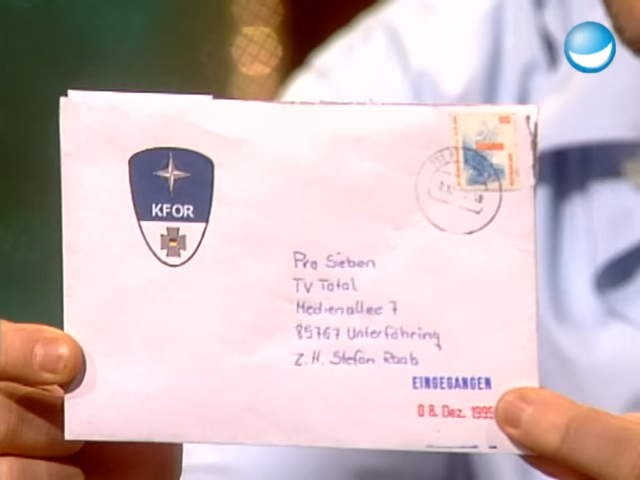 KFOR
Pro Sieben
TV Total
Medienallee 7
85767 Unterföhring
z.H. Stefan Raab
EINGEGANGEN
08. Dez. 1999